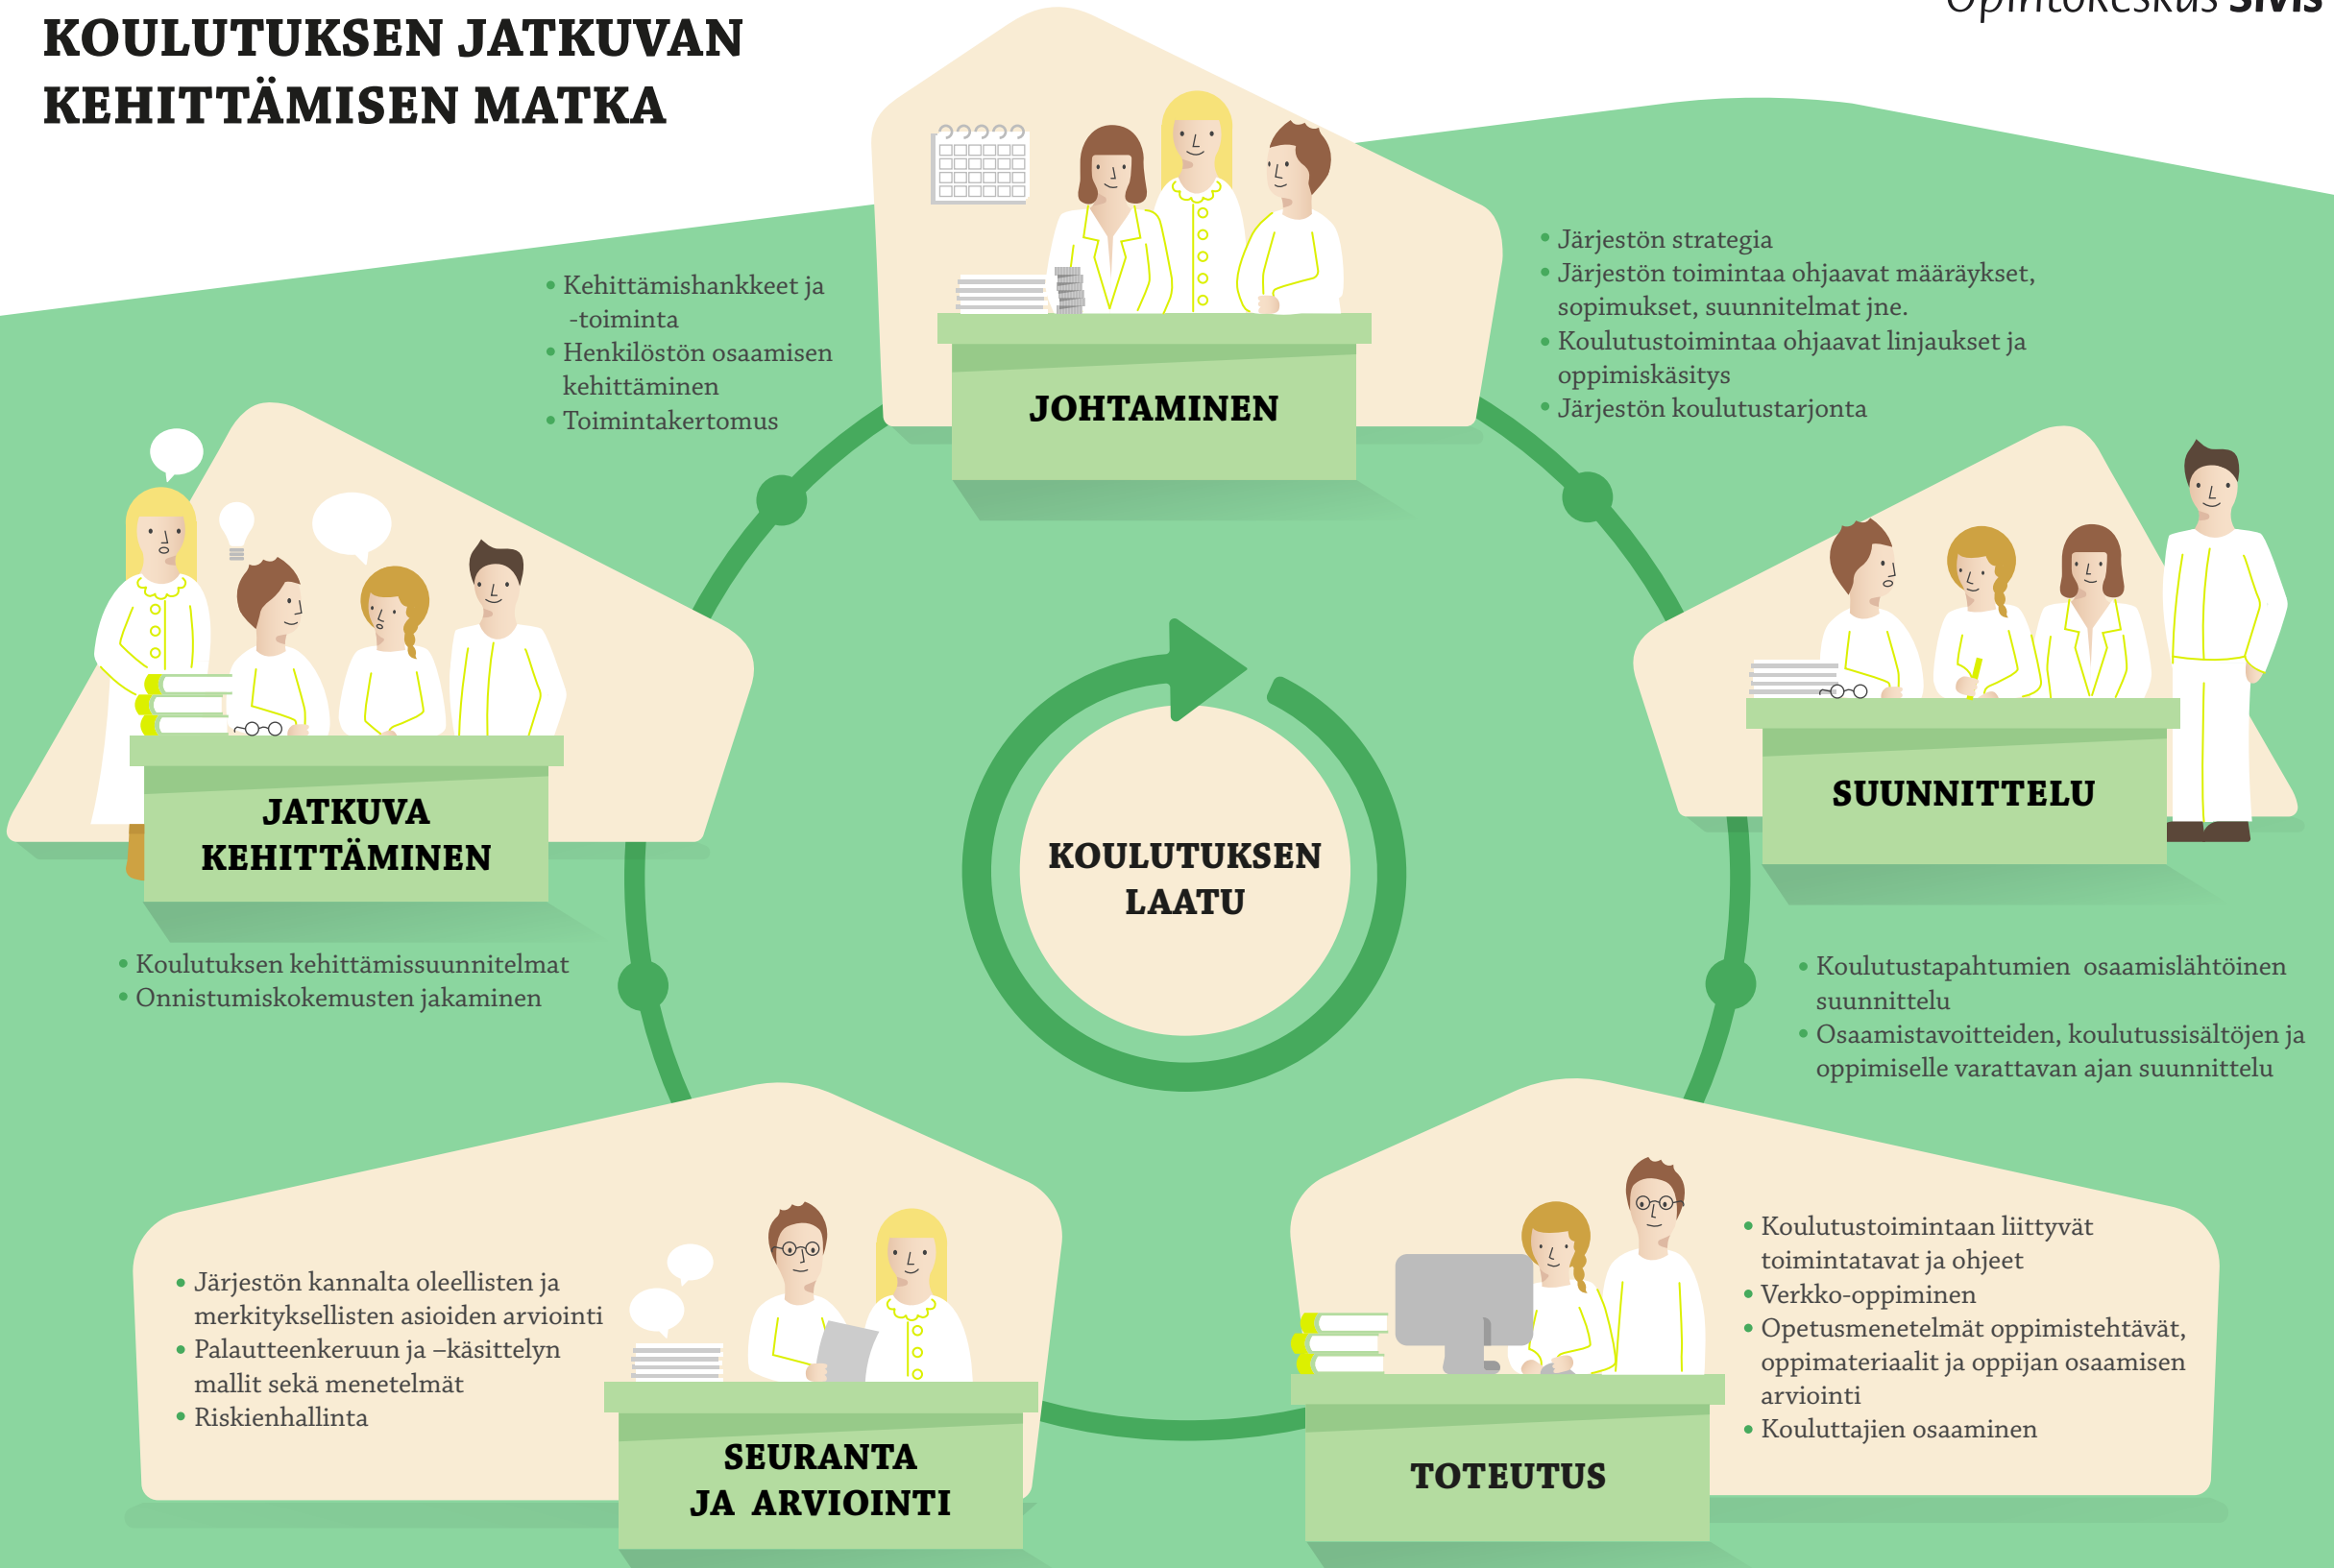 KOULUTUKSEN JATKUVAN
KEHITTÄMISEN MATKA
Opintokeskus Sivis
• Kehittämishankkeet ja
-toiminta
• Henkilöstön osaamisen
kehittäminen
• Toimintakertomus
JOHTAMINEN
• Järjestön strategia
• Järjestön toimintaa ohjaavat määräykset,
sopimukset, suunnitelmat jne.
• Koulutustoimintaa ohjaavat linjaukset ja
oppimiskäsitys
• Järjestön koulutustarjonta
SUUNNITTELU
• Koulutustapahtumien osaamislähtöinen
suunnittelu
• Osaamistavoitteiden, koulutussisältöjen ja
oppimiselle varattavan ajan suunnittelu
JATKUVA
KEHITTÄMINEN
• Koulutuksen kehittämissuunnitelmat
• Onnistumiskokemusten jakaminen
KOULUTUKSEN
LAATU
• Järjestön kannalta oleellisten ja
merkityksellisten asioiden arviointi
• Palautteenkeruun ja –käsittelyn
mallit sekä menetelmät
• Riskienhallinta
SEURANTA
JA ARVIOINTI
TOTEUTUS
• Koulutustoimintaan liittyvät
toimintatavat ja ohjeet
• Verkko-oppiminen
• Opetusmenetelmät oppimistehtävät,
oppimateriaalit ja oppijan osaamisen
arviointi
• Kouluttajien osaaminen